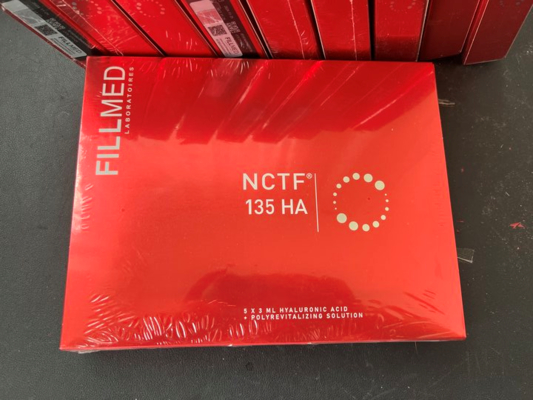 FILLMED
LABORATOIRES
NCTF®
135 HA
5 X 3 ML HYALURONIC ACID
+ POLYREVITALIZING SOLUTION